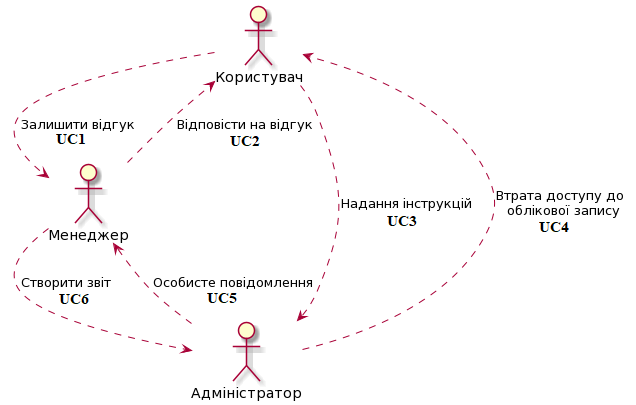 Користувач
Залишити відгук
UC1
Відповісти на відгук
UC2
Втрата доступу до
облікової запису
UC4
Надання інструкцій
UC3
Менеджер
Створити звіт
UC6
Особисте повідомлення
UC5
Адміністратор